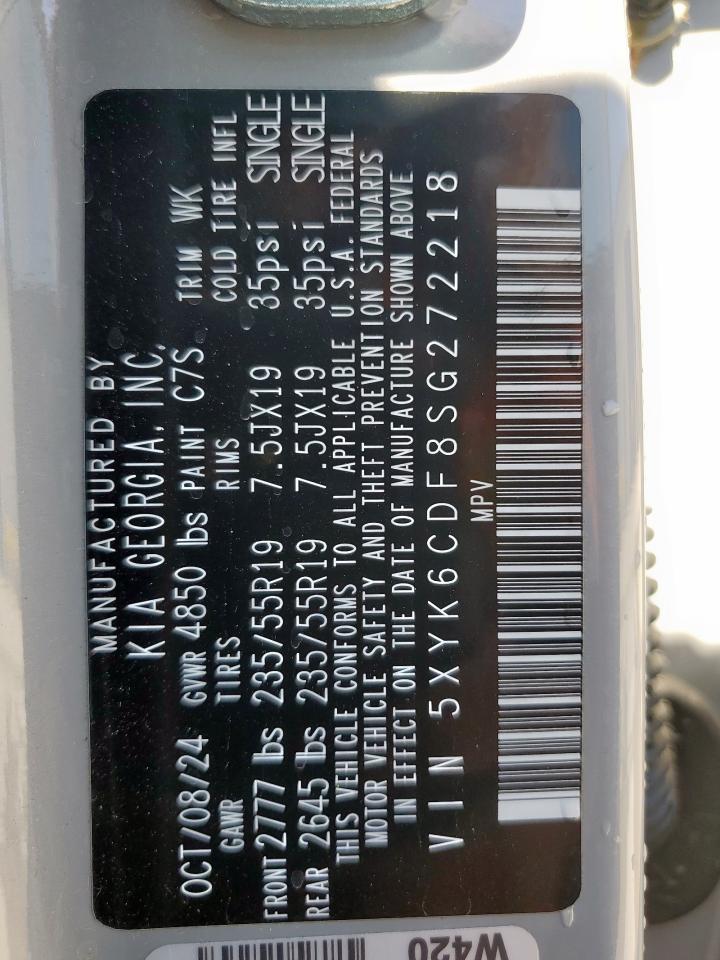 MANUFACTURED BY
KIA GEORGIA, INC.
OCT/08/24 GVWR 4850 lbs PAINT C7S TRIM WK
GAWR TIRES RIMS COLD TIRE INFL
FRONT 2777 lbs 235/55R19 7.5JX19 35psi SINGLE
REAR 2645 lbs 235/55R19 7.5JX19 35psi SINGLE
THIS VEHICLE CONFORMS TO ALL APPLICABLE U.S.A. FEDERAL
MOTOR VEHICLE SAFETY AND THEFT PREVENTION STANDARDS
IN EFFECT ON THE DATE OF MANUFACTURE SHOWN ABOVE.
VIN 5XYK6CDF8SG272218
MPV
W420